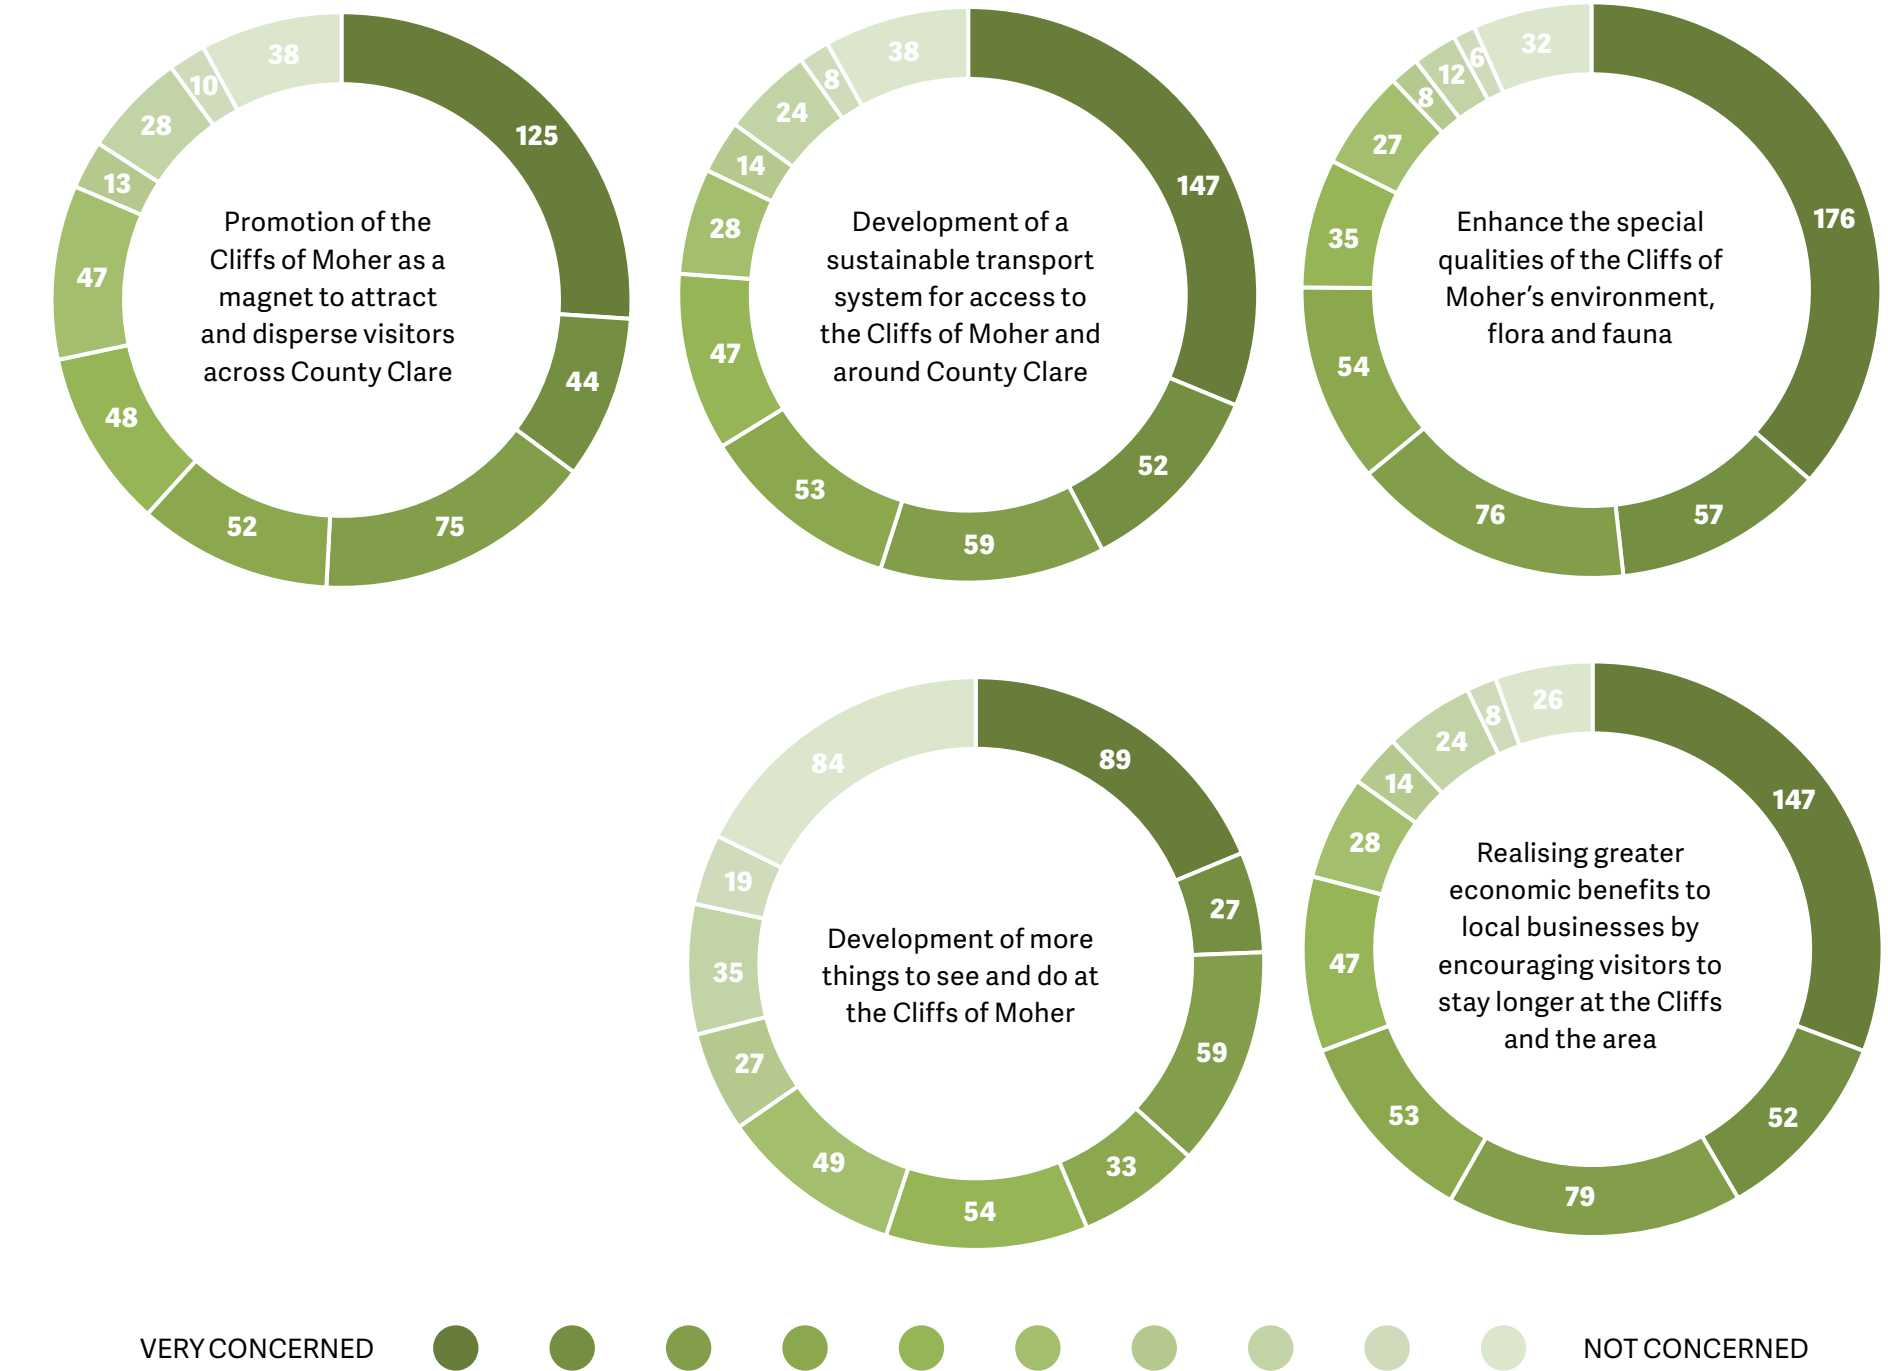 125
44
75
52
48
47
13
28
10
38
Promotion of the
Cliffs of Moher as a
magnet to attract
and disperse visitors
across County Clare
147
52
59
53
47
28
14
24
8
38
Development of a
sustainable transport
system for access to
the Cliffs of Moher and
around County Clare
176
57
76
54
35
27
8
12
6
32
Enhance the special
qualities of the Cliffs of
Moher’s environment,
flora and fauna
89
27
59
33
54
49
27
35
19
84
Development of more
things to see and do at
the Cliffs of Moher
147
52
79
53
47
28
14
24
8
26
Realising greater
economic benefits to
local businesses by
encouraging visitors to
stay longer at the Cliffs
and the area
VERY CONCERNED
NOT CONCERNED